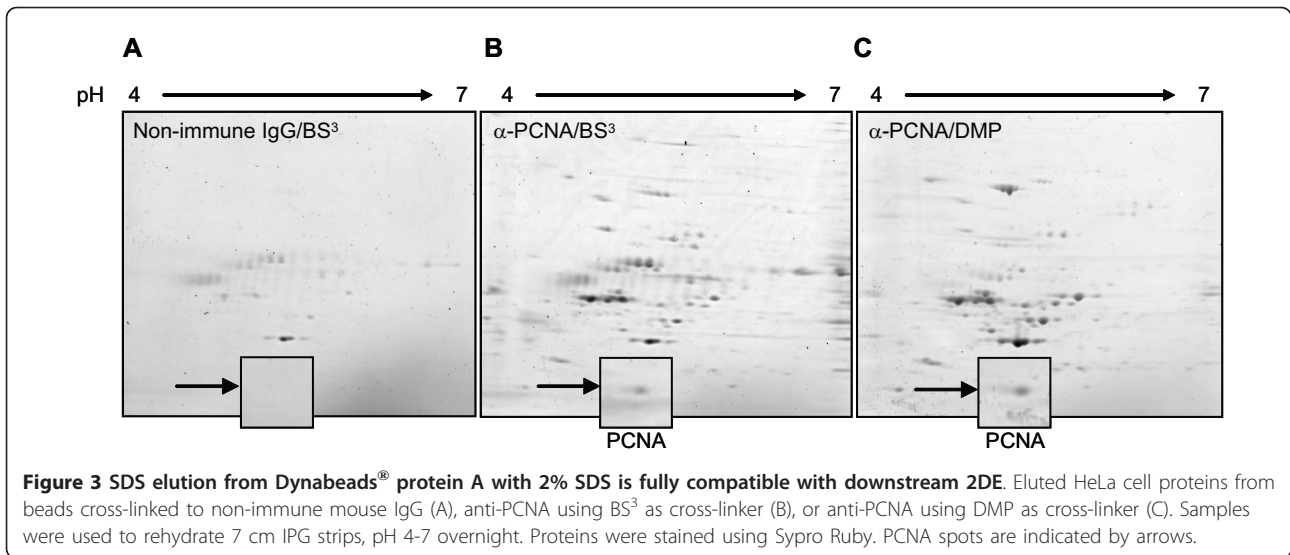 A
B
C
pH 4 7 4 7 4 7
Non-immune IgG/BS³
α-PCNA/BS³
α-PCNA/DMP
PCNA
PCNA
Figure 3 SDS elution from Dynabeads® protein A with 2% SDS is fully compatible with downstream 2DE. Eluted HeLa cell proteins from
beads cross-linked to non-immune mouse IgG (A), anti-PCNA using BS³ as cross-linker (B), or anti-PCNA using DMP as cross-linker (C). Samples
were used to rehydrate 7 cm IPG strips, pH 4-7 overnight. Proteins were stained using Sypro Ruby. PCNA spots are indicated by arrows.